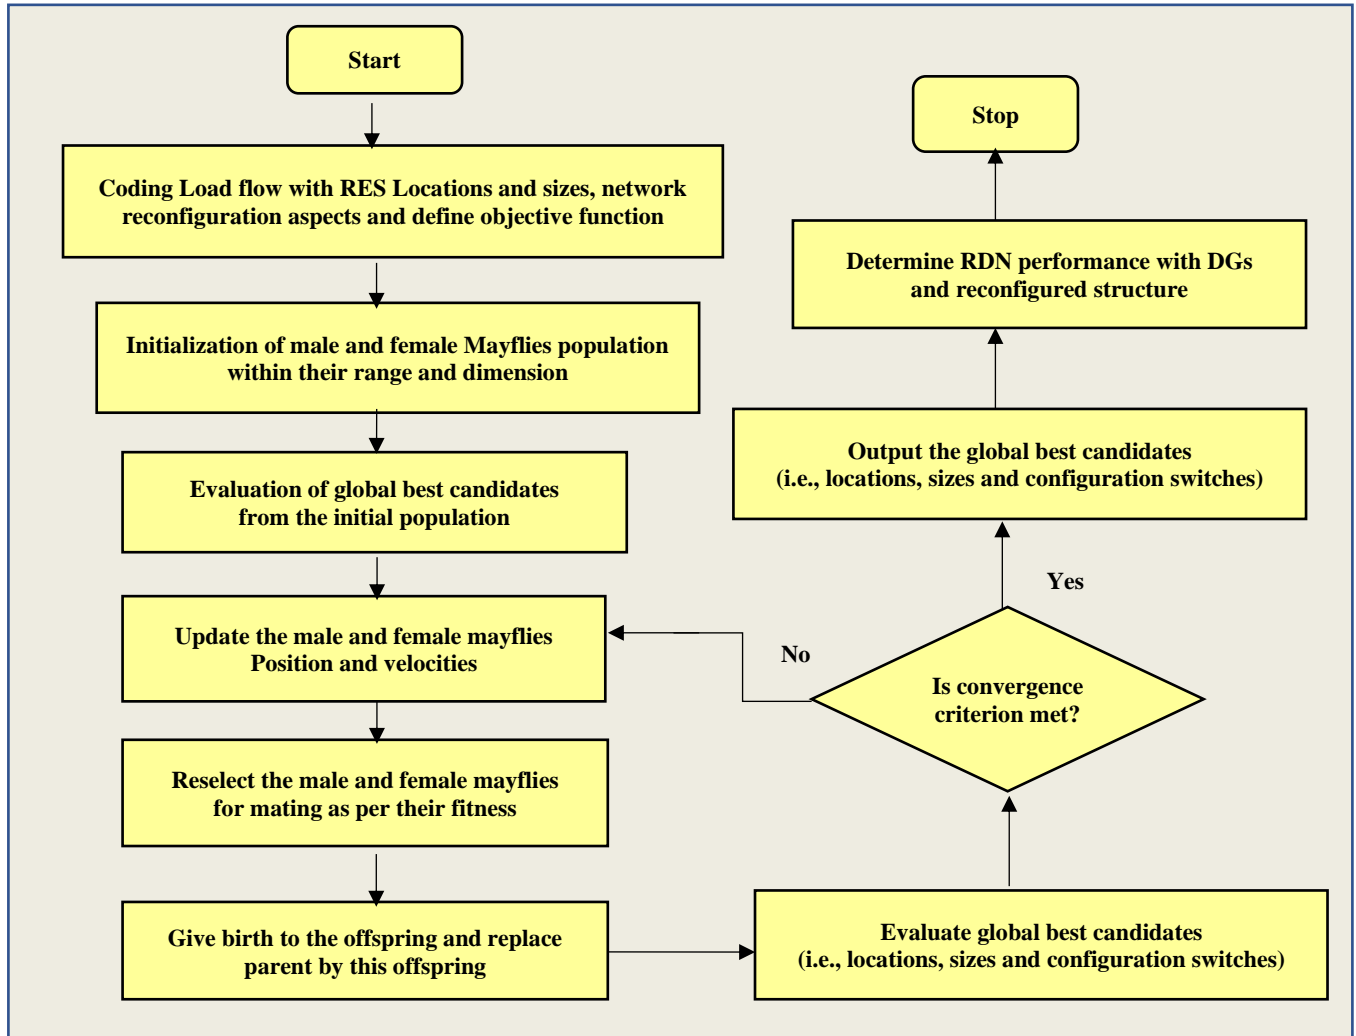 Start
Coding Load flow with RES Locations and sizes, network
reconfiguration aspects and define objective function
Initialization of male and female Mayflies population
within their range and dimension
Evaluation of global best candidates
from the initial population
Update the male and female mayflies
Position and velocities
Reselect the male and female mayflies
for mating as per their fitness
Give birth to the offspring and replace
parent by this offspring
Evaluate global best candidates
(i.e., locations, sizes and configuration switches)
Is convergence
criterion met?
No
Yes
Output the global best candidates
(i.e., locations, sizes and configuration switches)
Determine RDN performance with DGs
and reconfigured structure
Stop